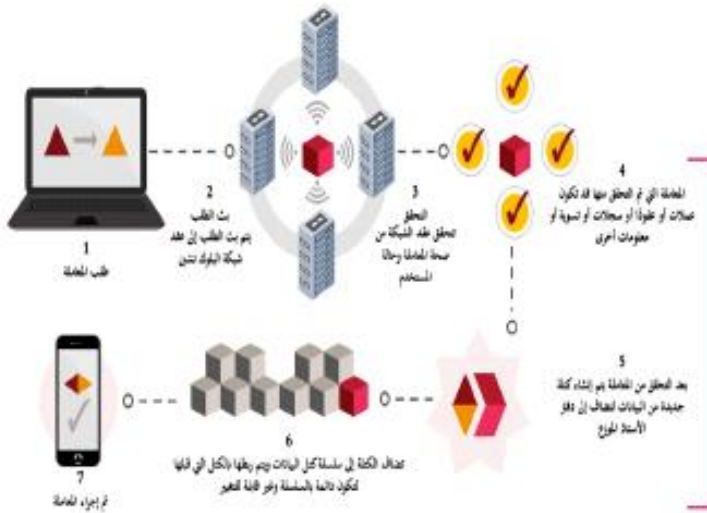 1
طلب المعاملة
2
بث الطلب
يتم بث الطلب إلى عقد
شبكة البلوك تشين
3
التحقق
تتحقق عقد الشبكة من
صحة المعاملة وحالة
المستخدم
4
المعاملة التي تم التحقق منها قد تكون
عملات أو عقودًا أو سجلات أو تسوية أو
معلومات أخرى
5
بعد التحقق من المعاملة يتم إنشاء كتلة
جديدة من البيانات لتضاف إلى دفتر
الأستاذ الموزع
6
تضاف الكتلة إلى سلسلة كتل البيانات ويتم ربطها بالكتل التي قبلها
لتكون دائمة بالسلسلة وغير قابلة للتغيير
7
تم إجراء المعاملة